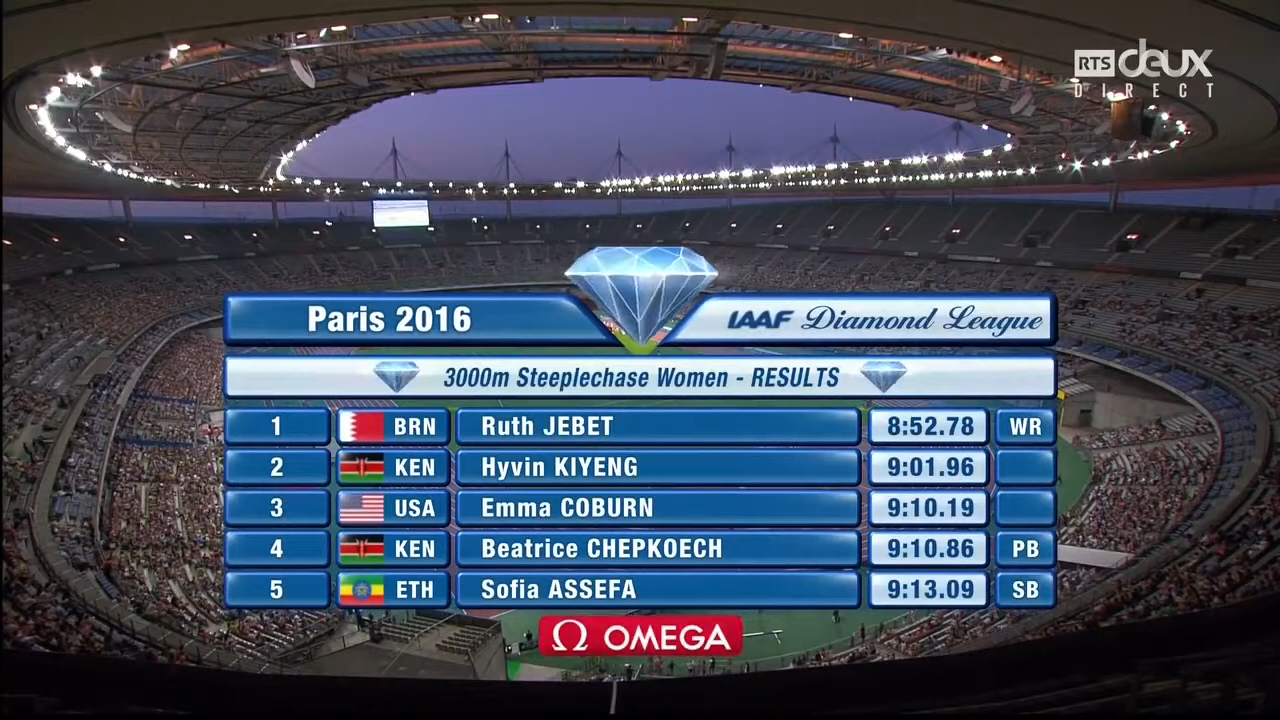 RTS deux
DIRECT
Paris 2016
IAAF Diamond League
3000m Steeplechase Women - RESULTS
1 BRN Ruth JEBET 8:52.78 WR
2 KEN Hyvin KIYENG 9:01.96
3 USA Emma COBURN 9:10.19
4 KEN Beatrice CHEPKOECH 9:10.86 PB
5 ETH Sofia ASSEFA 9:13.09 SB
Ω OMEGA